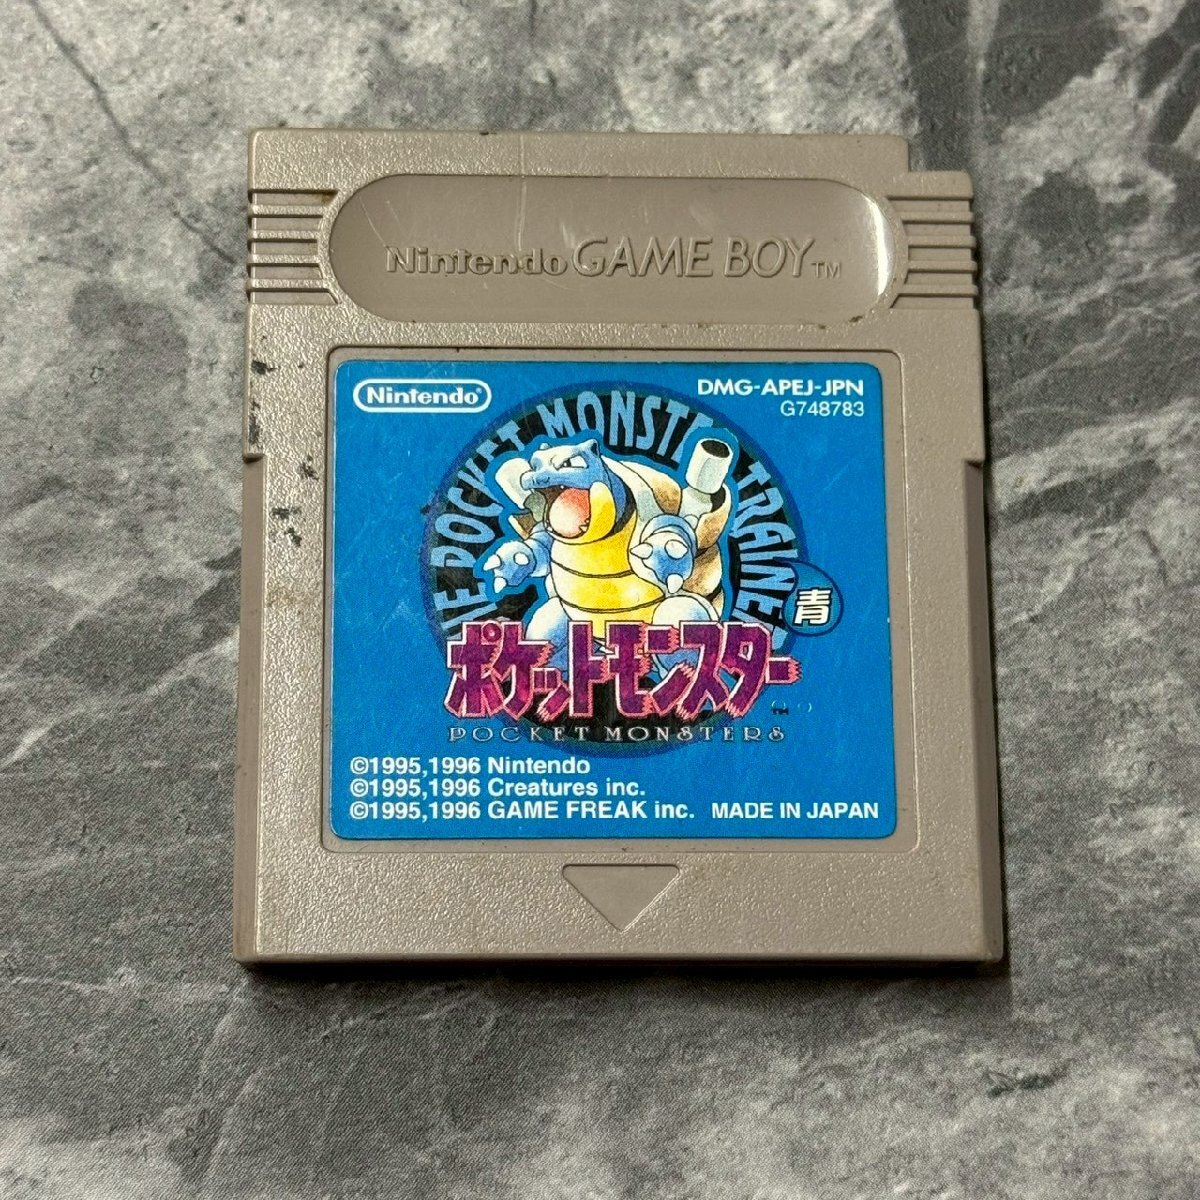 Nintendo GAME BOY TM
Nintendo®
DMG-APEJ-JPN
G748783
THE POCKET MONSTER TRAINER
青
ポケットモンスター
TM
POCKET MONSTERS
©1995,1996 Nintendo
©1995,1996 Creatures inc.
©1995,1996 GAME FREAK inc. MADE IN JAPAN